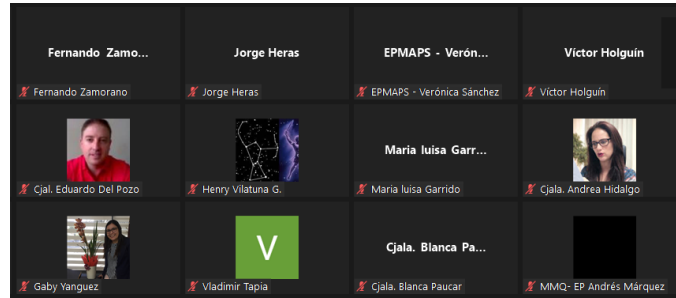 Fernando Zamo...
Jorge Heras
EPMAPS - Verón...
Víctor Holguín
Fernando Zamorano
Jorge Heras
EPMAPS - Verónica Sánchez
Víctor Holguín
Maria luisa Garr...
Cjal. Eduardo Del Pozo
Henry Vilatuna G.
Maria luisa Garrido
Cjala. Andrea Hidalgo
V
Cjala. Blanca Pa...
Gaby Yanguez
Vladimir Tapia
Cjala. Blanca Paucar
MMQ- EP Andrés Márquez